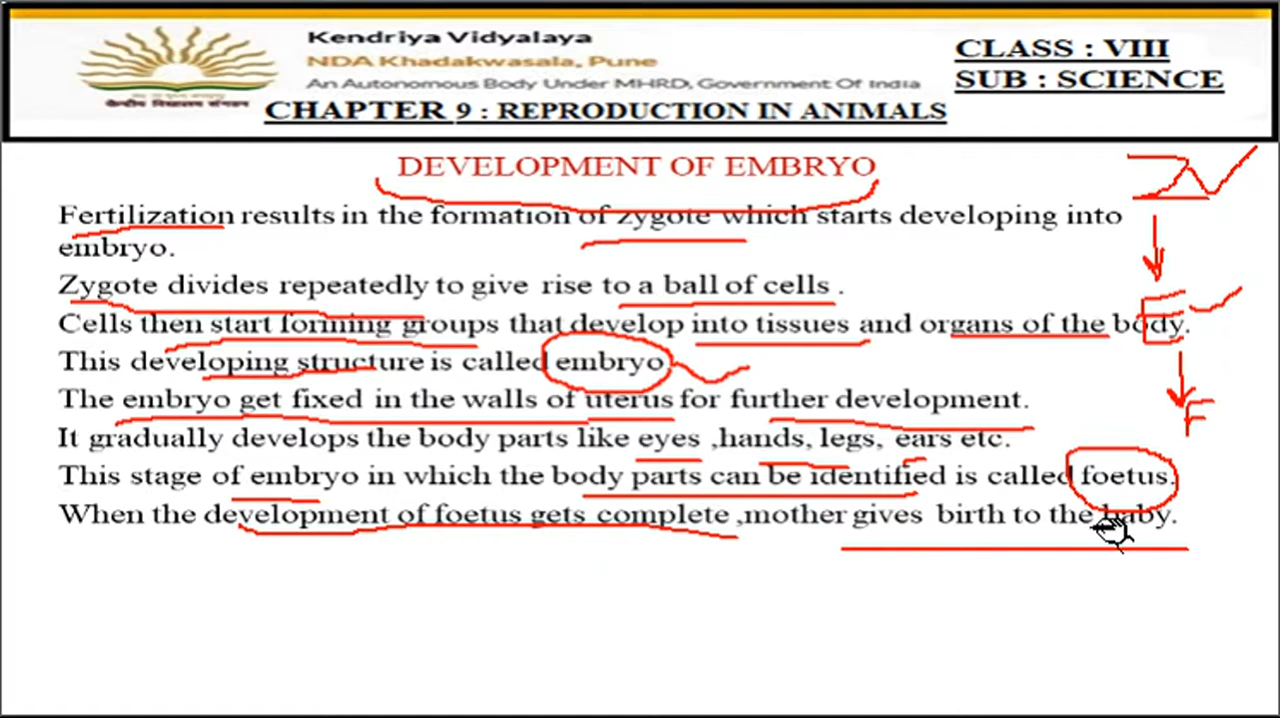 Kendriya Vidyalaya
NDA Khadakwasala, Pune
An Autonomous Body Under MHRD, Government Of India
केन्द्रीय विद्यालय संगठन
CLASS : VIII
SUB : SCIENCE
CHAPTER 9 : REPRODUCTION IN ANIMALS
DEVELOPMENT OF EMBRYO
Fertilization results in the formation of zygote which starts developing into
embryo.
Zygote divides repeatedly to give rise to a ball of cells .
Cells then start forming groups that develop into tissues and organs of the body.
This developing structure is called embryo
The embryo get fixed in the walls of uterus for further development.
It gradually develops the body parts like eyes ,hands, legs, ears etc.
This stage of embryo in which the body parts can be identified is called foetus.
When the development of foetus gets complete ,mother gives birth to the baby.
Z
E
F